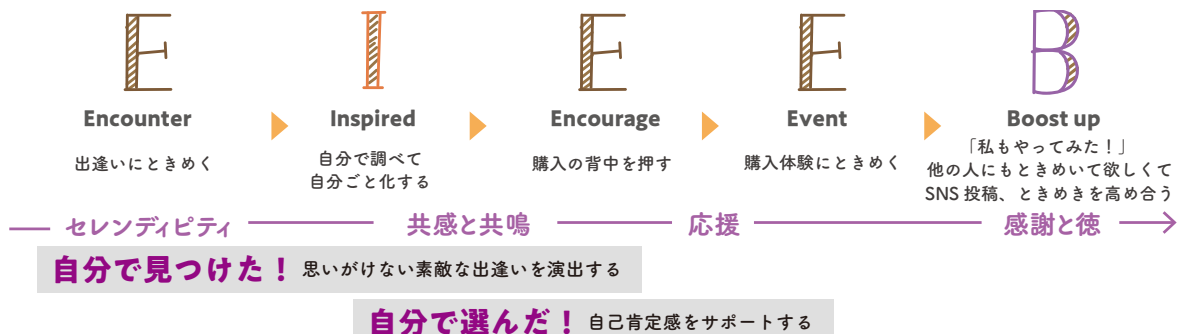 E I E E B
Encounter
Inspired
Encourage
Event
Boost up
出逢いにときめく
自分で調べて
自分ごと化する
購入の背中を押す
購入体験にときめく
「私もやってみた！」
他の人にもときめいて欲しくて
SNS 投稿、ときめきを高め合う
セレンディピティ
共感と共鳴
応援
感謝と徳
自分で見つけた！ 思いがけない素敵な出逢いを演出する
自分で選んだ！ 自己肯定感をサポートする